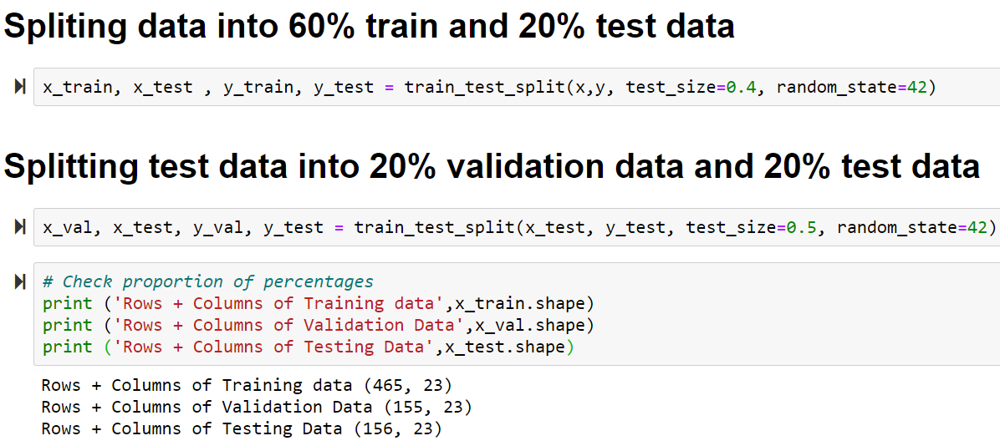 Spliting data into 60% train and 20% test data
x_train, x_test , y_train, y_test = train_test_split(x,y, test_size=0.4, random_state=42)
Splitting test data into 20% validation data and 20% test data
x_val, x_test, y_val, y_test = train_test_split(x_test, y_test, test_size=0.5, random_state=42)
# Check proportion of percentages
print ('Rows + Columns of Training data',x_train.shape)
print ('Rows + Columns of Validation Data',x_val.shape)
print ('Rows + Columns of Testing Data',x_test.shape)
Rows + Columns of Training data (465, 23)
Rows + Columns of Validation Data (155, 23)
Rows + Columns of Testing Data (156, 23)